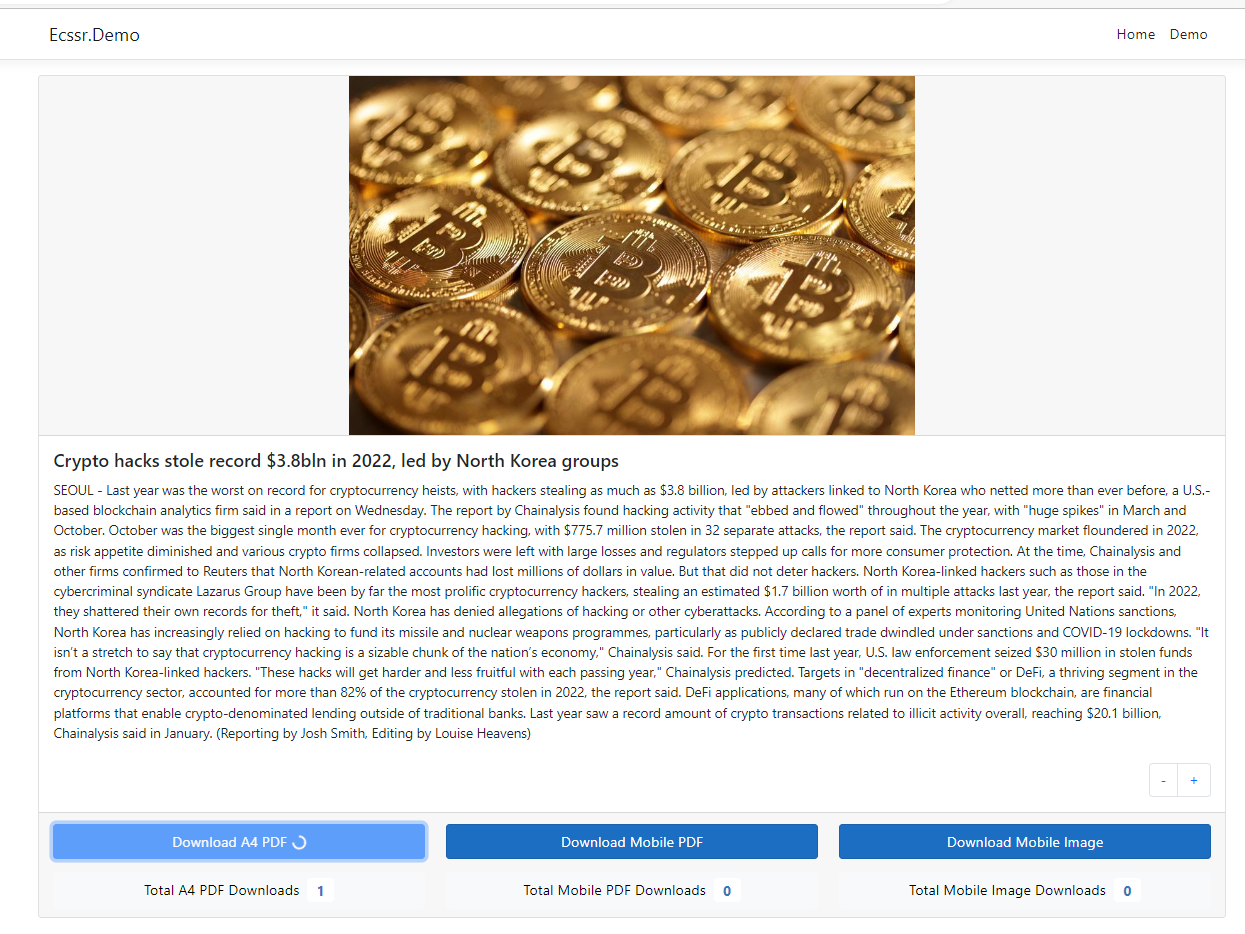 Ecssr.Demo
Home Demo
Crypto hacks stole record $3.8bln in 2022, led by North Korea groups
SEOUL - Last year was the worst on record for cryptocurrency heists, with hackers stealing as much as $3.8 billion, led by attackers linked to North Korea who netted more than ever before, a U.S.-
based blockchain analytics firm said in a report on Wednesday. The report by Chainalysis found hacking activity that "ebbed and flowed" throughout the year, with "huge spikes" in March and
October. October was the biggest single month ever for cryptocurrency hacking, with $775.7 million stolen in 32 separate attacks, the report said. The cryptocurrency market floundered in 2022,
as risk appetite diminished and various crypto firms collapsed. Investors were left with large losses and regulators stepped up calls for more consumer protection. At the time, Chainalysis and
other firms confirmed to Reuters that North Korean-related accounts had lost millions of dollars in value. But that did not deter hackers. North Korea-linked hackers such as those in the
cybercriminal syndicate Lazarus Group have been by far the most prolific cryptocurrency hackers, stealing an estimated $1.7 billion worth of in multiple attacks last year, the report said. "In 2022,
they shattered their own records for theft," it said. North Korea has denied allegations of hacking or other cyberattacks. According to a panel of experts monitoring United Nations sanctions,
North Korea has increasingly relied on hacking to fund its missile and nuclear weapons programmes, particularly as publicly declared trade dwindled under sanctions and COVID-19 lockdowns. "It
isn’t a stretch to say that cryptocurrency hacking is a sizable chunk of the nation’s economy," Chainalysis said. For the first time last year, U.S. law enforcement seized $30 million in stolen funds
from North Korea-linked hackers. "These hacks will get harder and less fruitful with each passing year," Chainalysis predicted. Targets in "decentralized finance" or DeFi, a thriving segment in the
cryptocurrency sector, accounted for more than 82% of the cryptocurrency stolen in 2022, the report said. DeFi applications, many of which run on the Ethereum blockchain, are financial
platforms that enable crypto-denominated lending outside of traditional banks. Last year saw a record amount of crypto transactions related to illicit activity overall, reaching $20.1 billion,
Chainalysis said in January. (Reporting by Josh Smith, Editing by Louise Heavens)
- +
Download A4 PDF Download Mobile PDF Download Mobile Image
Total A4 PDF Downloads 1 Total Mobile PDF Downloads 0 Total Mobile Image Downloads 0